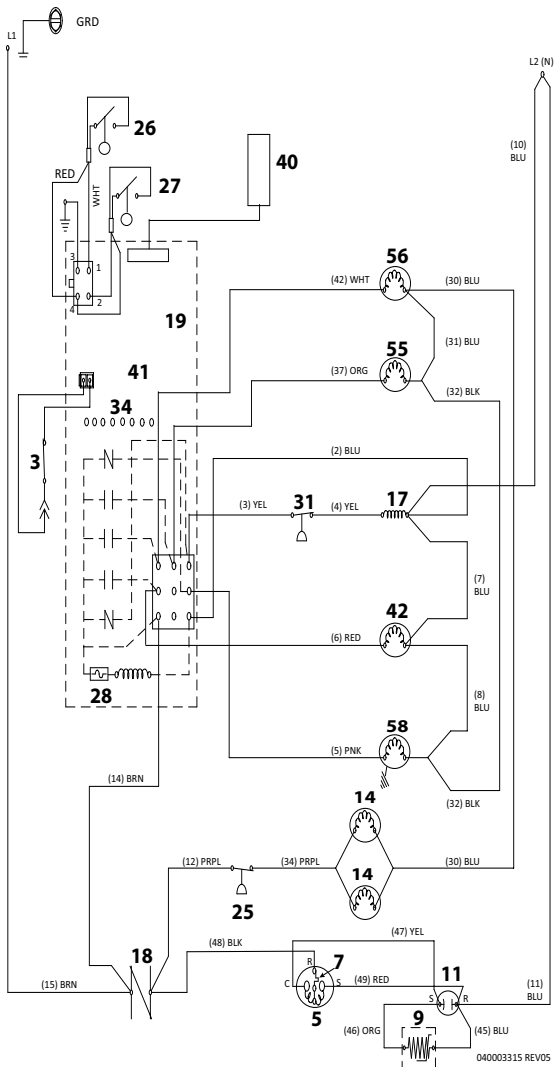 GRD
L1
L2 (N)
26
(10)
BLU
40
RED
WHT
27
3
1
4
2
19
56
(42) WHT
(30) BLU
(31) BLU
55
(37) ORG
(32) BLK
41
34
3
(2) BLU
(3) YEL
31
(4) YEL
17
(7)
BLU
42
(6) RED
28
(8)
BLU
58
(5) PNK
(14) BRN
(32) BLK
14
(12) PRPL
(34) PRPL
(30) BLU
14
25
(47) YEL
18
(48) BLK
R
7
(15) BRN
C
S
(49) RED
11
(11)
BLU
5
S
R
9
(46) ORG
(45) BLU
040003315 REV05